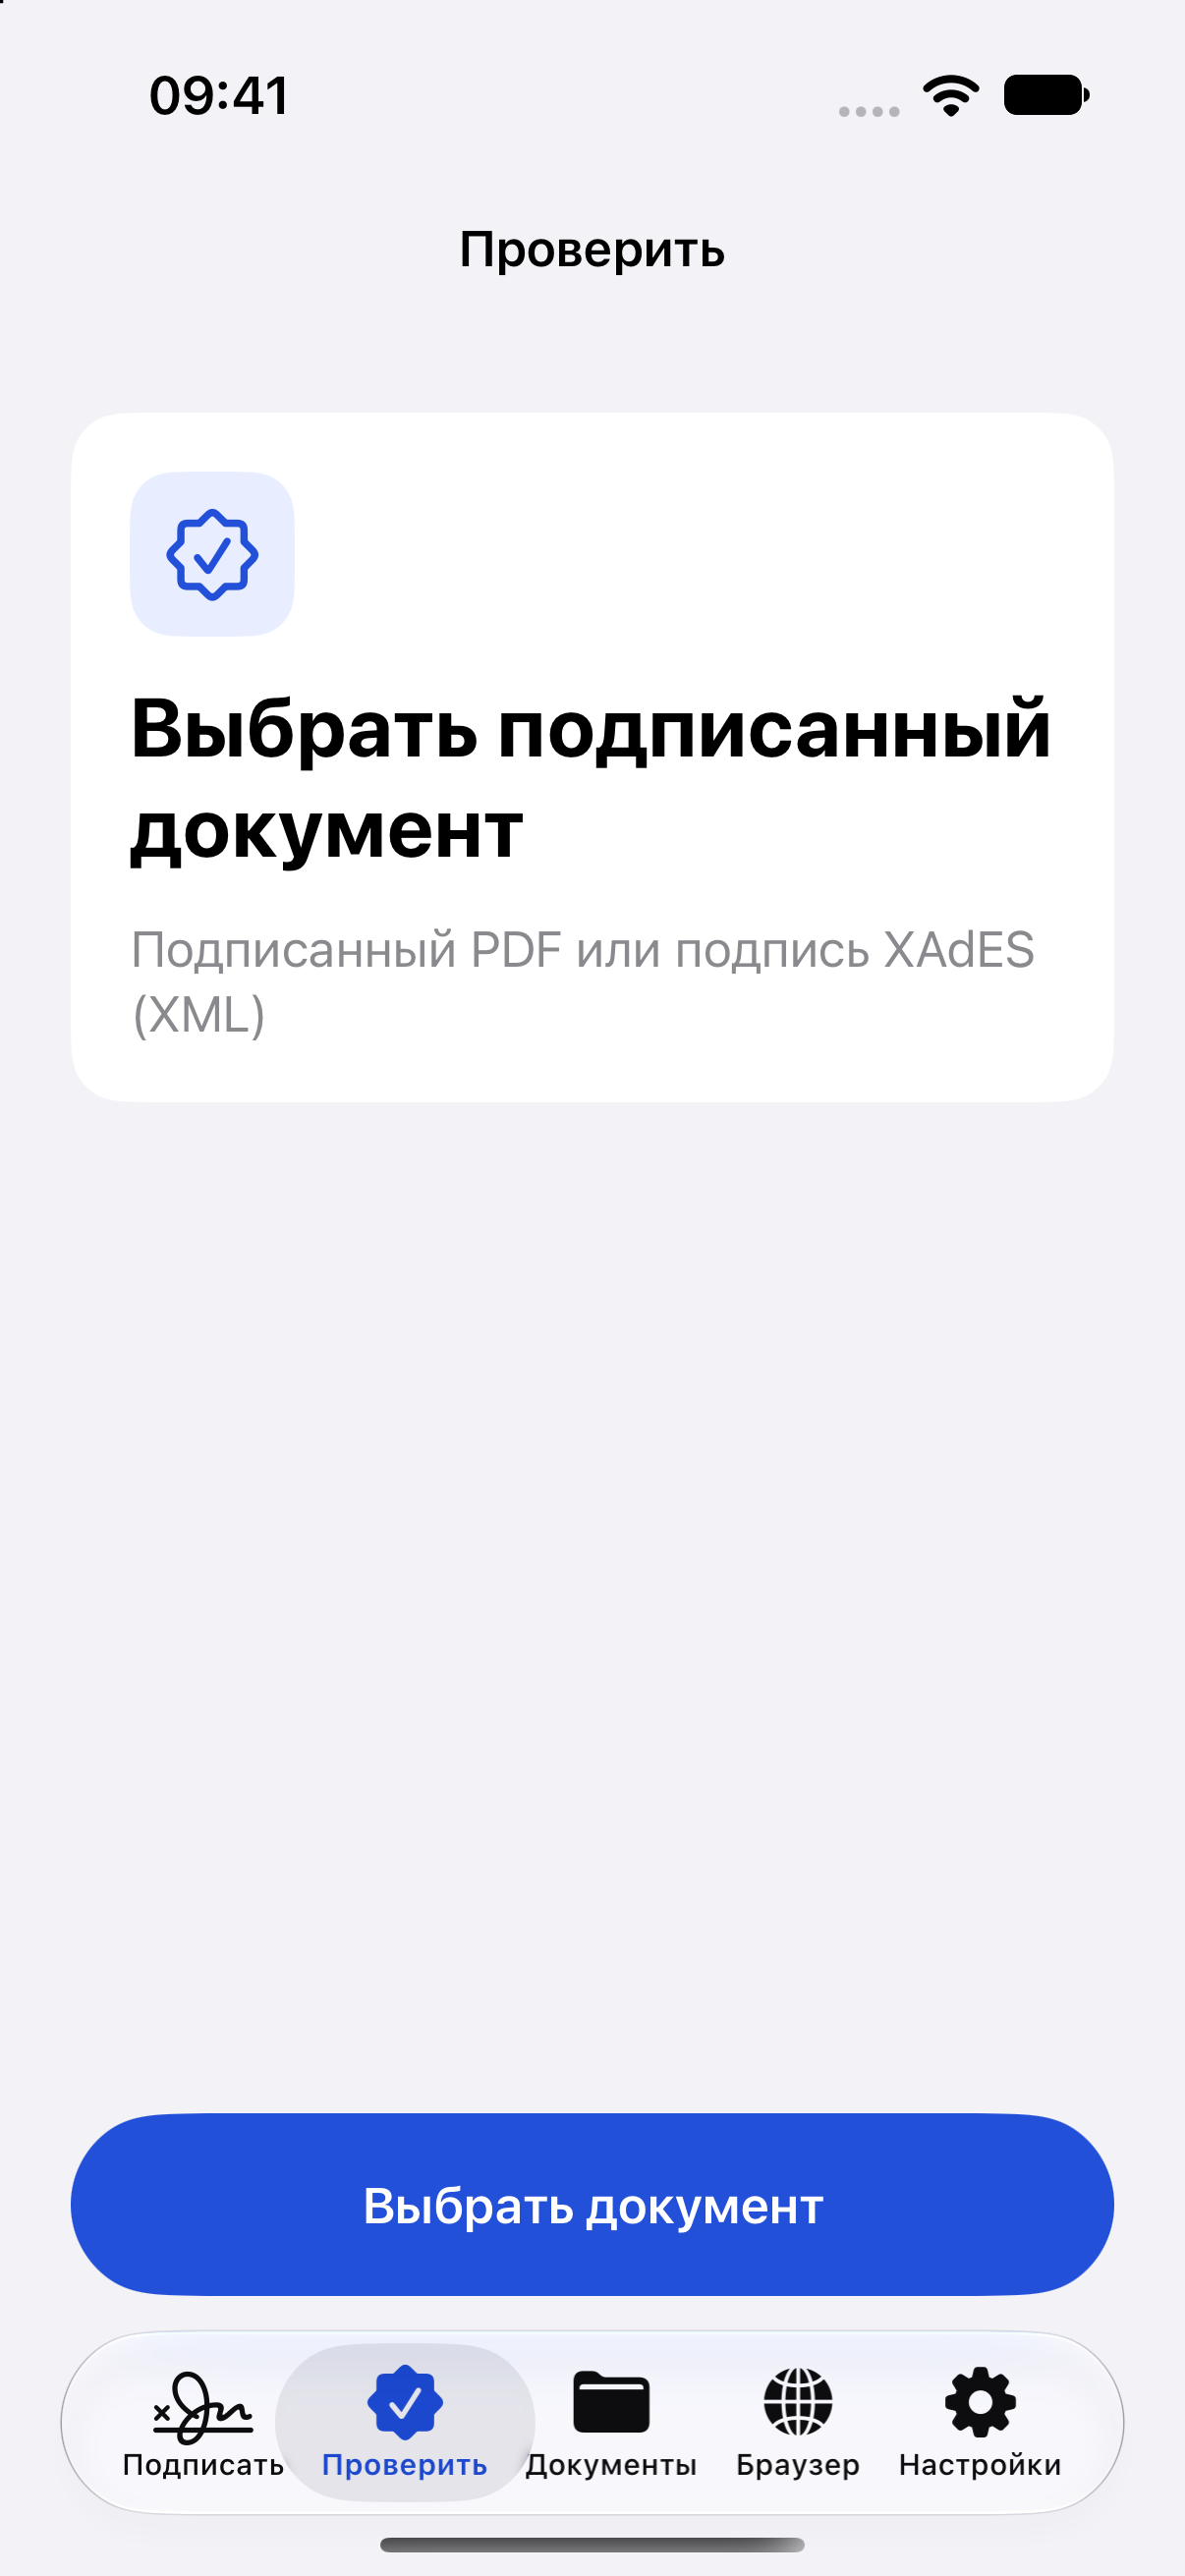 09:41
Проверить
Выбрать подписанный
документ
Подписанный PDF или подпись XAdES
(XML)
Выбрать документ
Подписать Проверить Документы Браузер Настройки